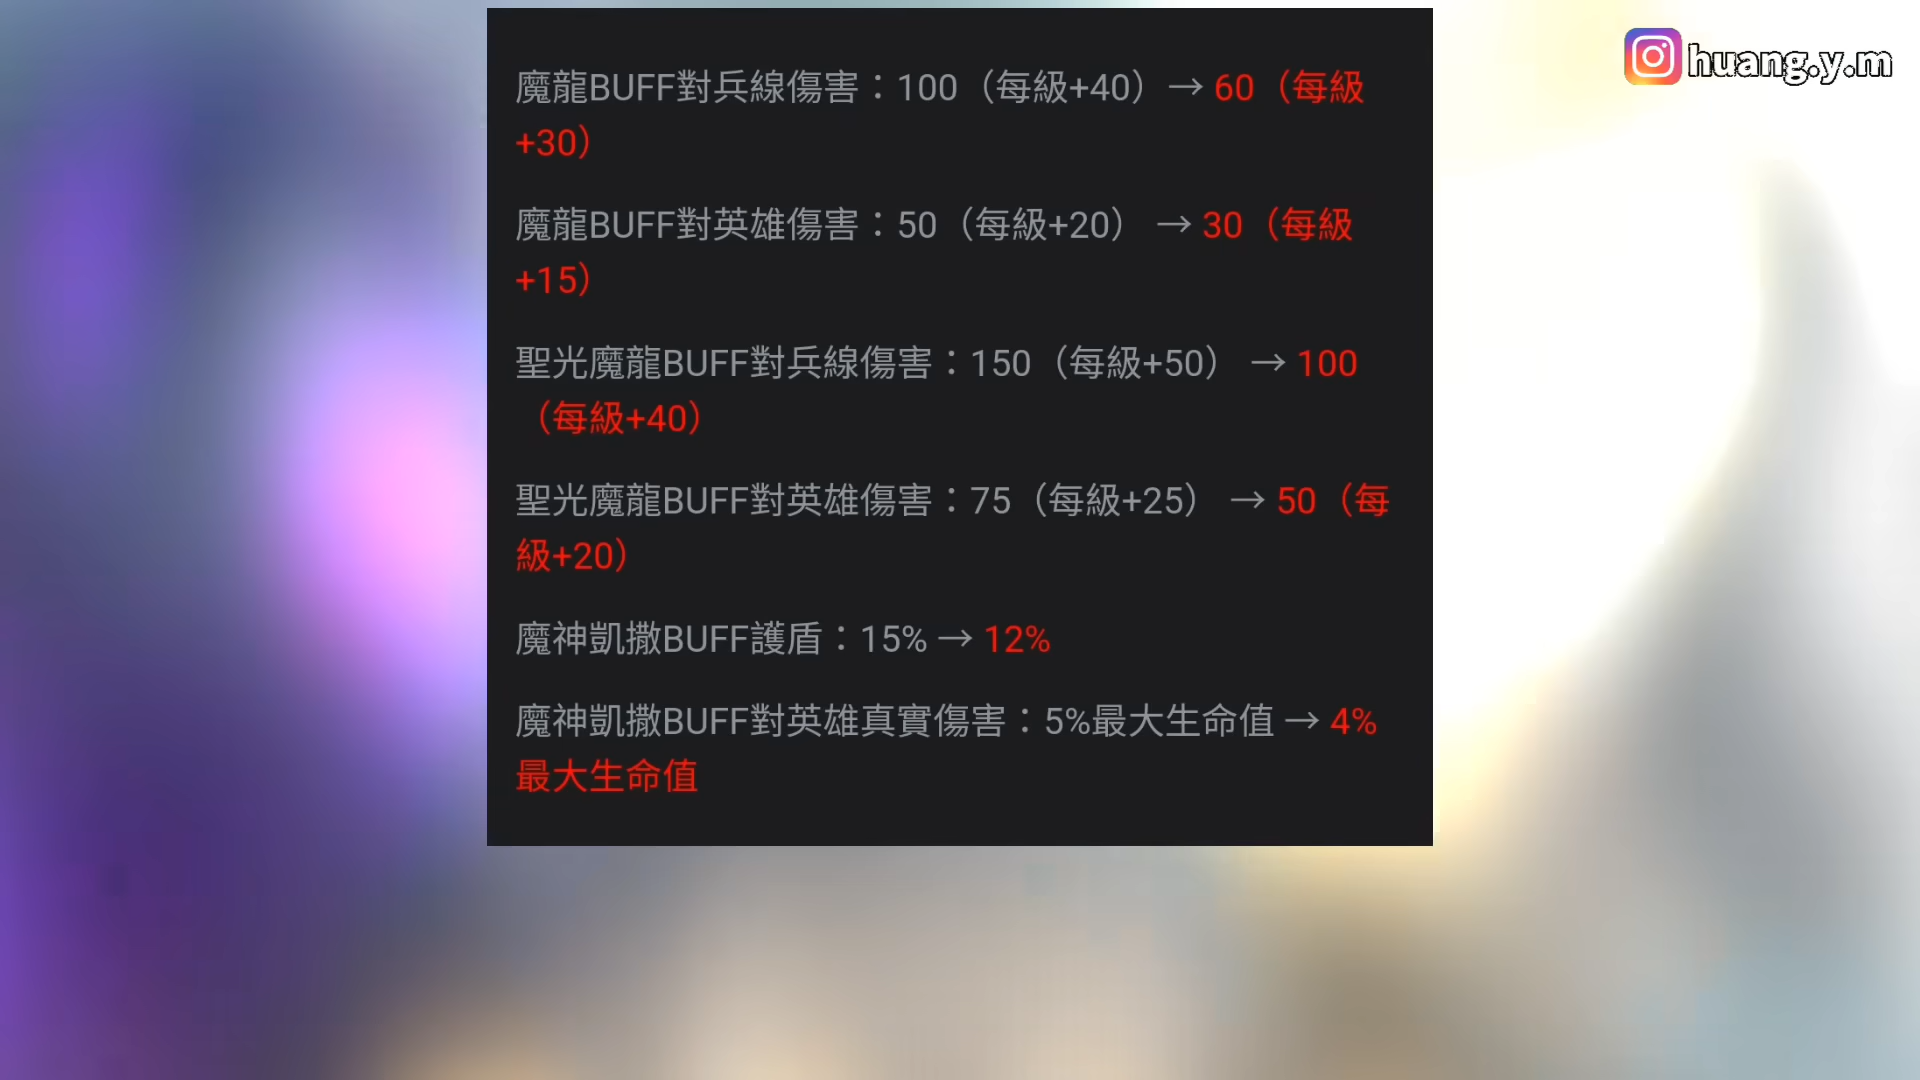 huang.y.m
魔龍BUFF對兵線傷害：100（每級+40）→ 60（每級
+30）
魔龍BUFF對英雄傷害：50（每級+20） → 30（每級
+15）
聖光魔龍BUFF對兵線傷害：150（每級+50） → 100
（每級+40）
聖光魔龍BUFF對英雄傷害：75（每級+25） → 50（每
級+20）
魔神凱撒BUFF護盾：15% → 12%
魔神凱撒BUFF對英雄真實傷害：5%最大生命值 → 4%
最大生命值